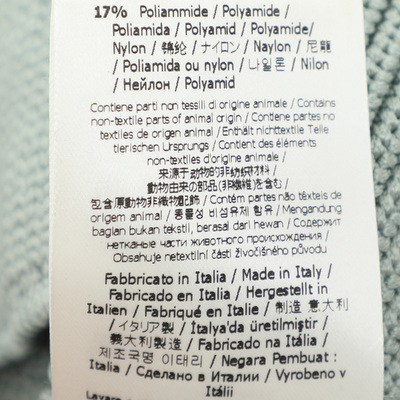 17% Poliammide / Polyamide /
Poliamida / Polyamid / Polyamide/
Nylon / 锦纶 / ナイロン / Naylon / 尼龍
/ Poliamida ou nylon / 나일론 / Nilon
/ Нейлон / Polyamid
Contiene parti non tessili di origine animale / Contains
non-textile parts of animal origin / Contiene partes no
textiles de origen animal / Enthält nichttextile Teile
tierischen Ursprungs / Contient des éléments
non-textiles d'origine animale /
来源于动物的非纺织材料 /
動物由来の部品(非繊維)を含む/
包含原動物非織物配飾 / Contém partes não têxteis de
origem animal / 동물성 비섬유제 함유 / Mengandung
bagian bukan tekstil, berasal dari hewan / Содержит
нетканые части животного происхождения /
Obsahuje netextilní části živočišného původu
Fabbricato in Italia / Made in Italy /
Fabricado en Italia / Hergestellt in
Italien / Fabriqué en Italie / 制造 意大利
/ イタリア製 / İtalya'da üretilmiştir /
義大利製造 / Fabricado na Itália /
제조국명 이태리 / Negara Pembuat :
Italia / Сделано в Италии / Vyrobeno v
Itálii